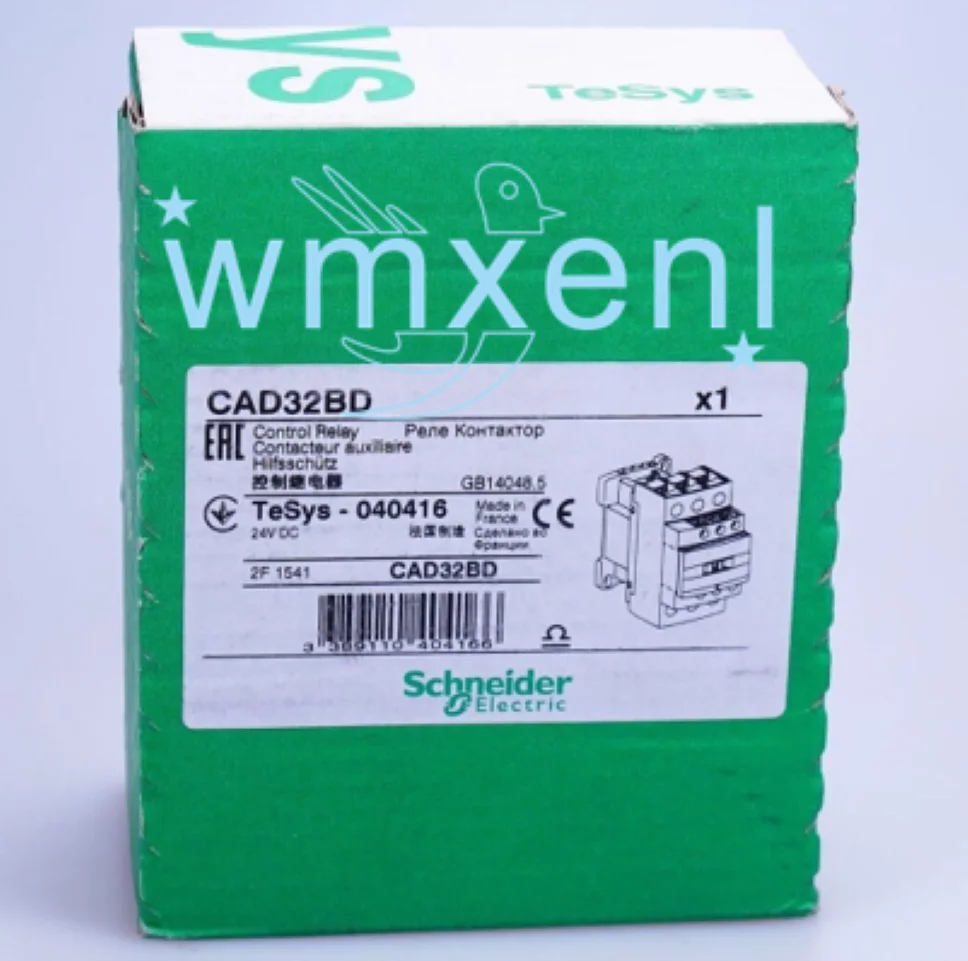 ys
TeSys
wmxenl
CAD32BD x1
EAC Control Relay Реле Контактор
Contacteur auxiliaire
Hilfsschütz
控制继电器 GB14048.5
TeSys - 040416 Made in France CE
24V DC 法国制造 Сделано во Франции
2F 1541 CAD32BD
3 389110 404166
Schneider
Electric